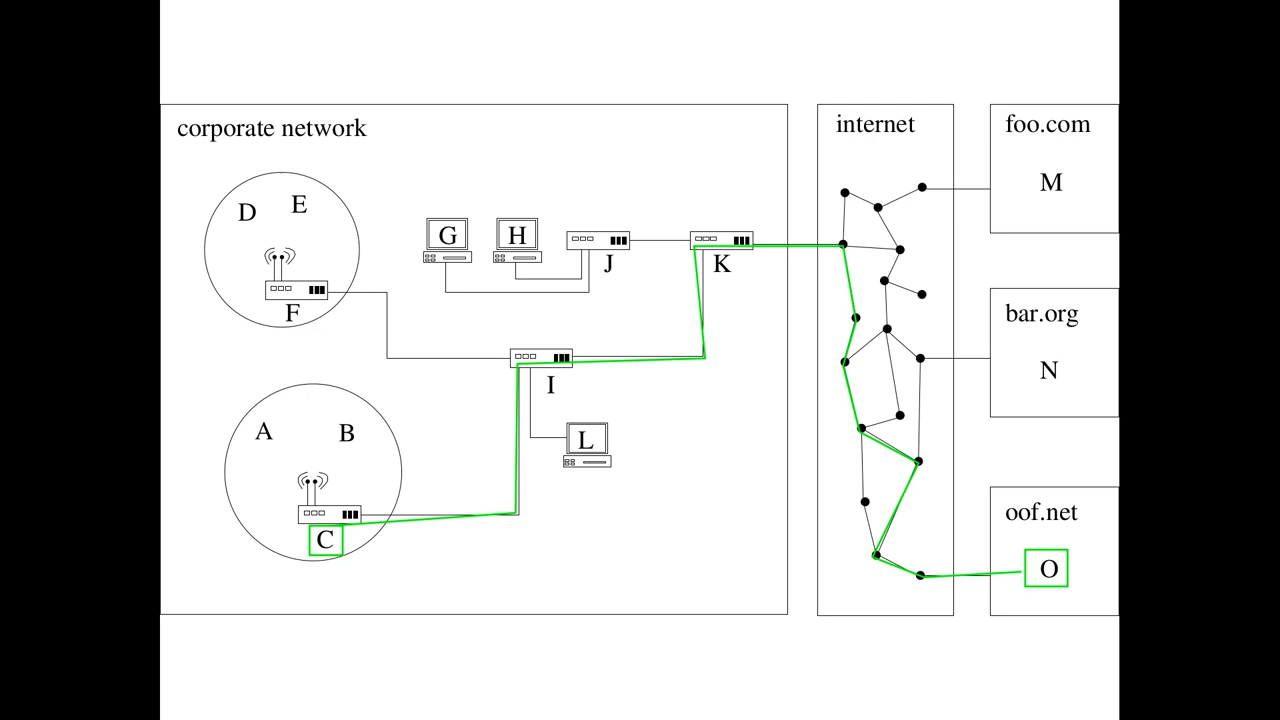 corporate network
internet
foo.com
M
D
E
F
G
H
J
K
bar.org
N
I
L
A
B
C
oof.net
O